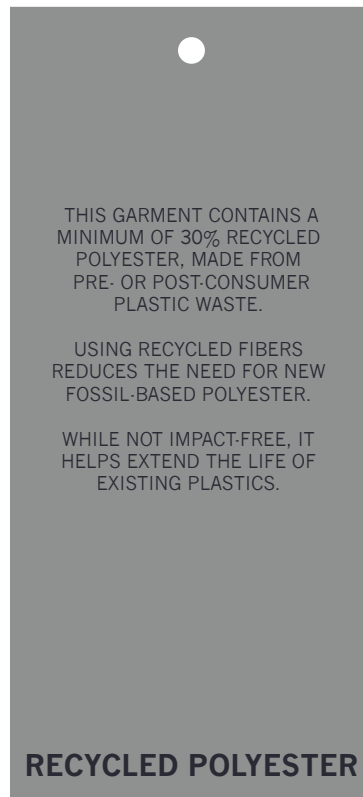 THIS GARMENT CONTAINS A
MINIMUM OF 30% RECYCLED
POLYESTER, MADE FROM
PRE- OR POST-CONSUMER
PLASTIC WASTE.
USING RECYCLED FIBERS
REDUCES THE NEED FOR NEW
FOSSIL-BASED POLYESTER.
WHILE NOT IMPACT-FREE, IT
HELPS EXTEND THE LIFE OF
EXISTING PLASTICS.
RECYCLED POLYESTER